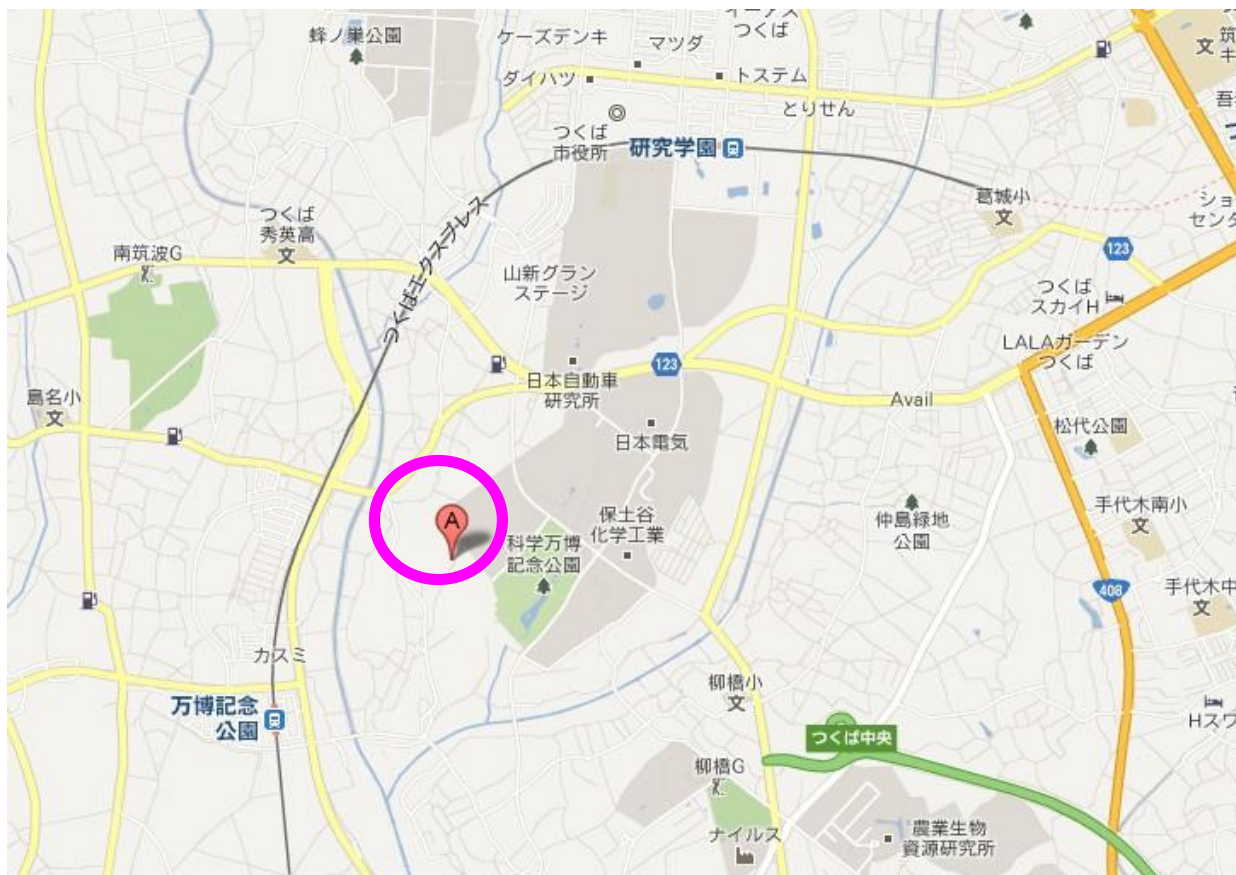 イーアス
つくば
蜂ノ巣公園
ケーズデンキ
マツダ
ダイハツ
トステム
とりせん
文
つくば
市役所
研究学園
葛城小
文
つくば
秀英高
文
南筑波G
つくばエクスプレス
山新グラン
ステージ
123
つくば
スカイH
LALAガーデン
つくば
123
日本自動車
研究所
Avail
島名小
文
日本電気
松代公園
A
保土谷
化学工業
科学万博
記念公園
仲島緑地
公園
手代木南小
文
408
手代木中
文
カスミ
万博記念
公園
柳橋小
文
つくば中央
柳橋G
ナイルス
農業生物
資源研究所